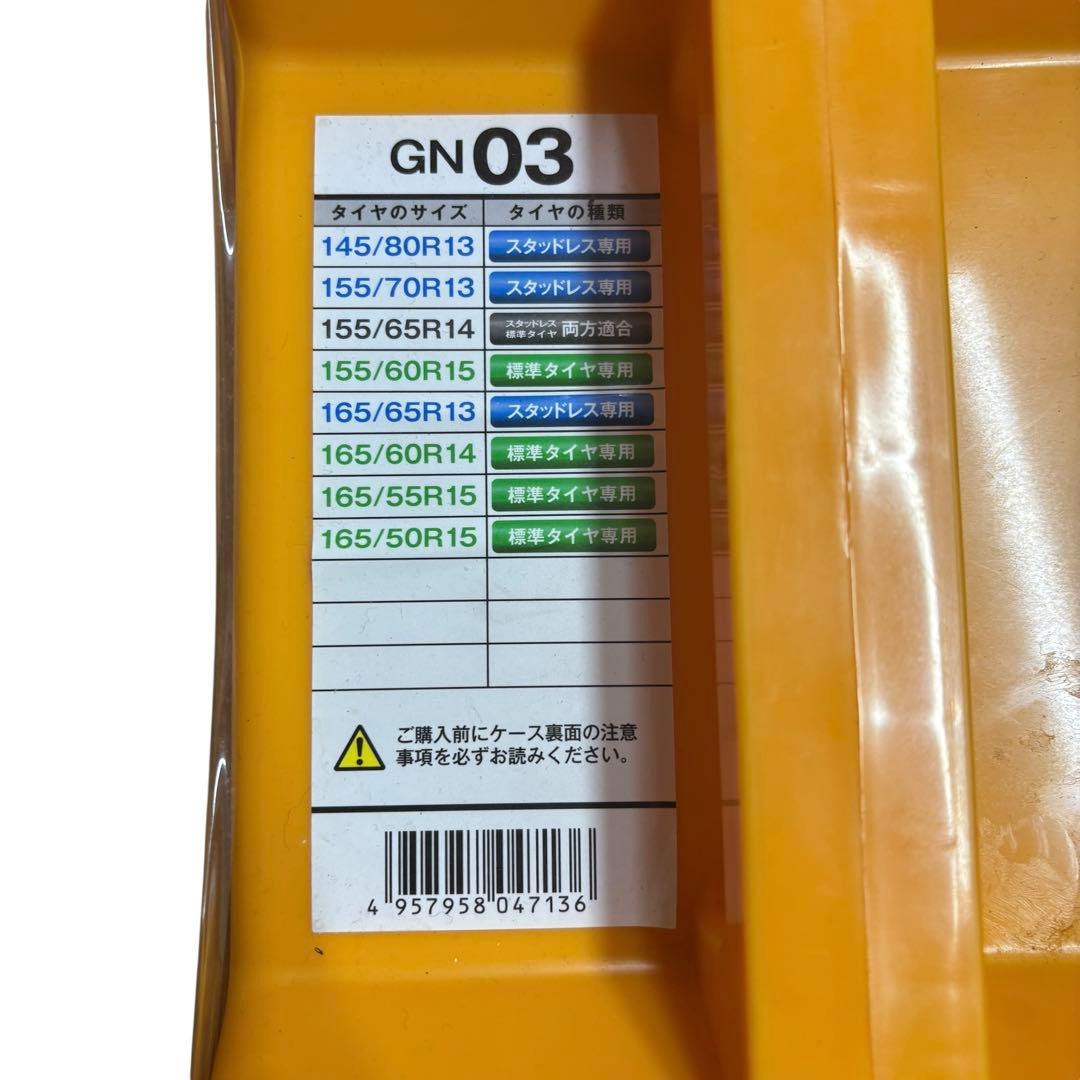 GN 03
タイヤのサイズ タイヤの種類
145/80R13 スタッドレス専用
155/70R13 スタッドレス専用
155/65R14 スタッドレス 標準タイヤ 両方適合
155/60R15 標準タイヤ専用
165/65R13 スタッドレス専用
165/60R14 標準タイヤ専用
165/55R15 標準タイヤ専用
165/50R15 標準タイヤ専用
ご購入前にケース裏面の注意
事項を必ずお読みください。
4 957958 047136